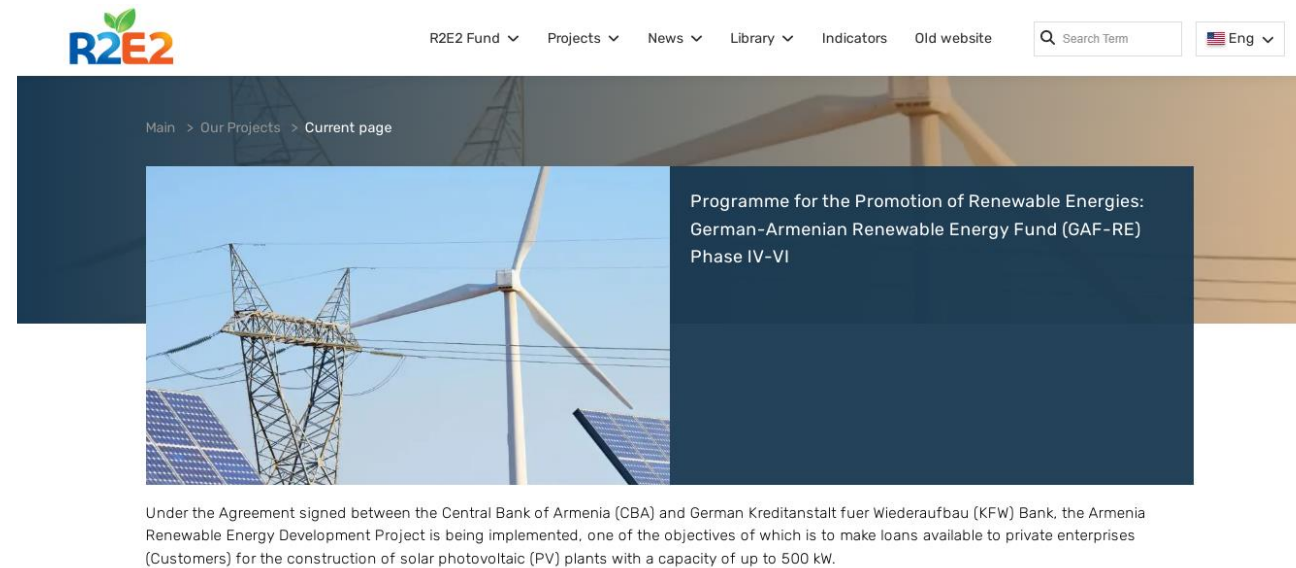 R2E2
R2E2 Fund
Projects
News
Library
Indicators
Old website
Search Term
Eng
Main > Our Projects > Current page
Programme for the Promotion of Renewable Energies:
German-Armenian Renewable Energy Fund (GAF-RE)
Phase IV-VI
Under the Agreement signed between the Central Bank of Armenia (CBA) and German Kreditanstalt fuer Wiederaufbau (KFW) Bank, the Armenia
Renewable Energy Development Project is being implemented, one of the objectives of which is to make loans available to private enterprises
(Customers) for the construction of solar photovoltaic (PV) plants with a capacity of up to 500 kW.